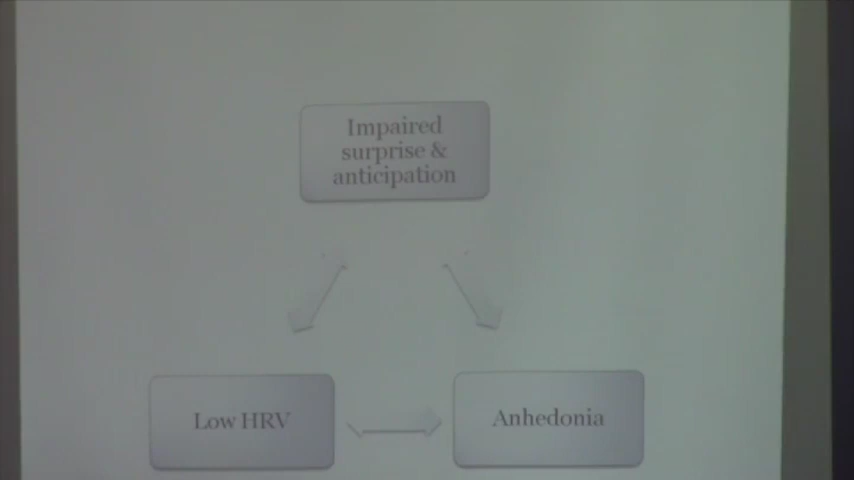 Impaired
surprise &
anticipation
Low HRV
Anhedonia